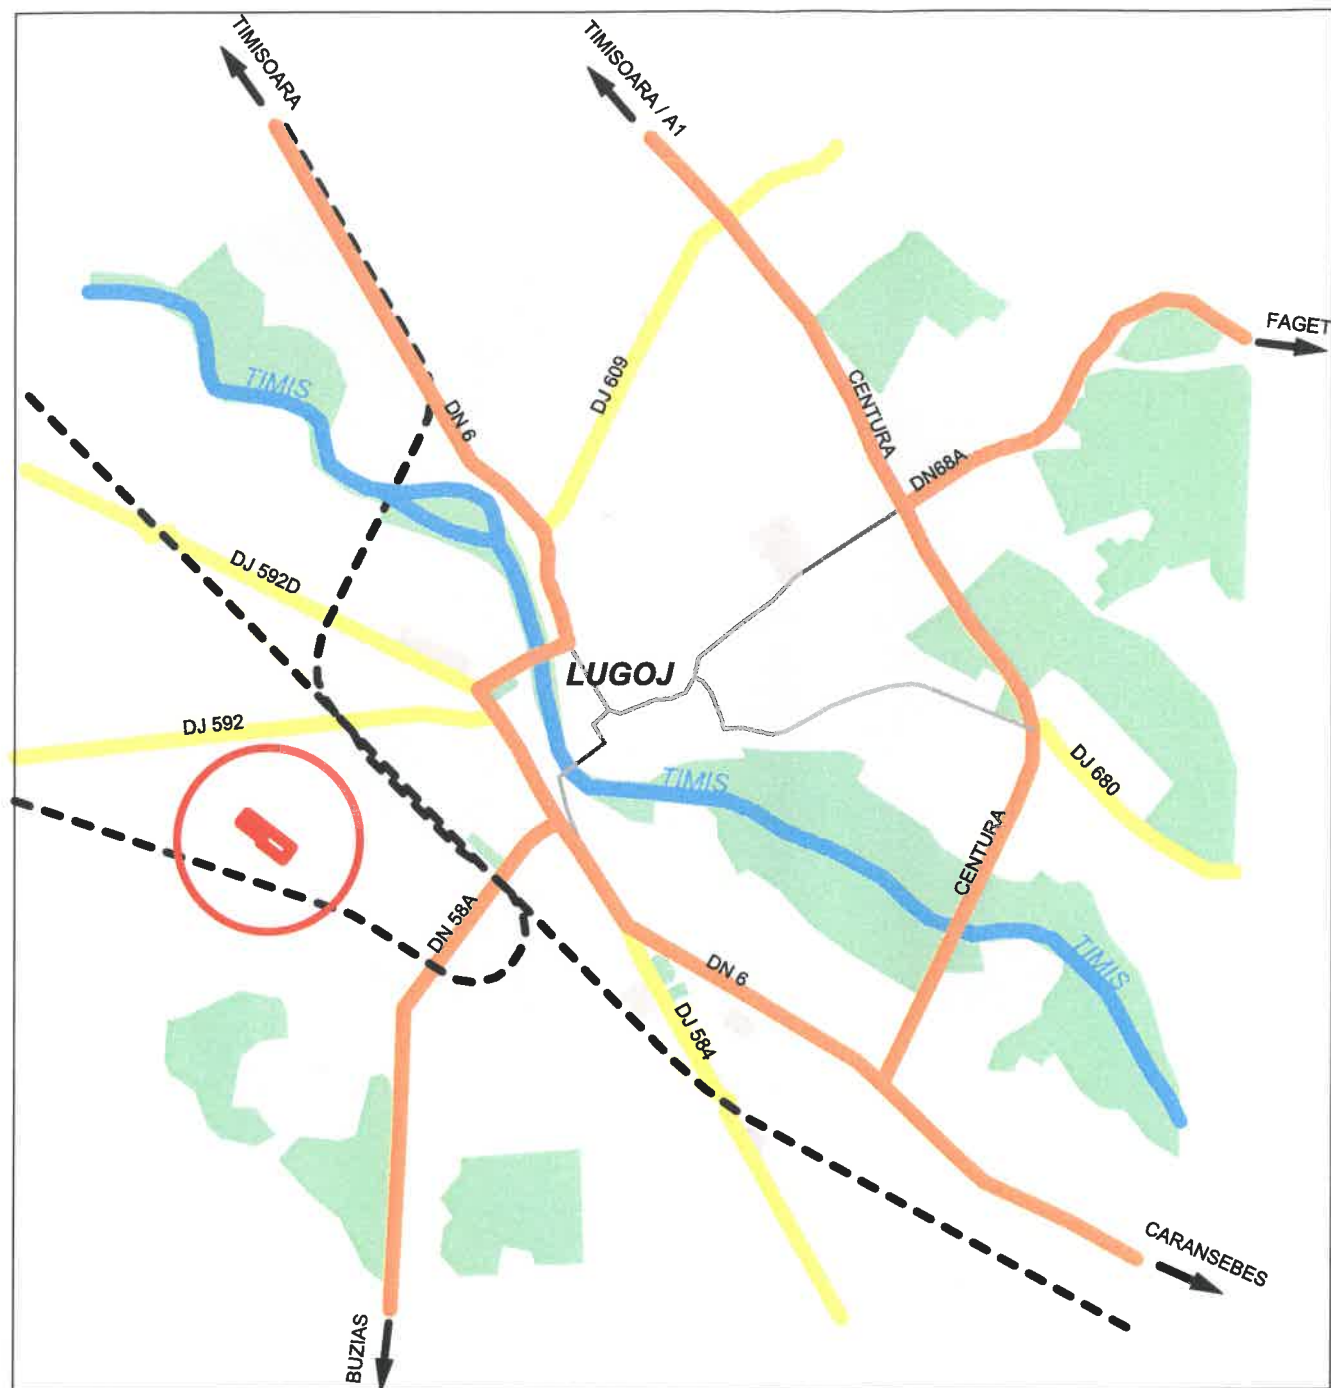 TIMISOARA
TIMISOARA / A1
FAGET
TIMIS
DJ 609
CENTURA
DN 6
DN68A
DJ 592D
LUGOJ
DJ 592
DJ 680
TIMIS
CENTURA
DN 58A
TIMIS
DN 6
DJ 584
CARANSEBES
BUZIAS